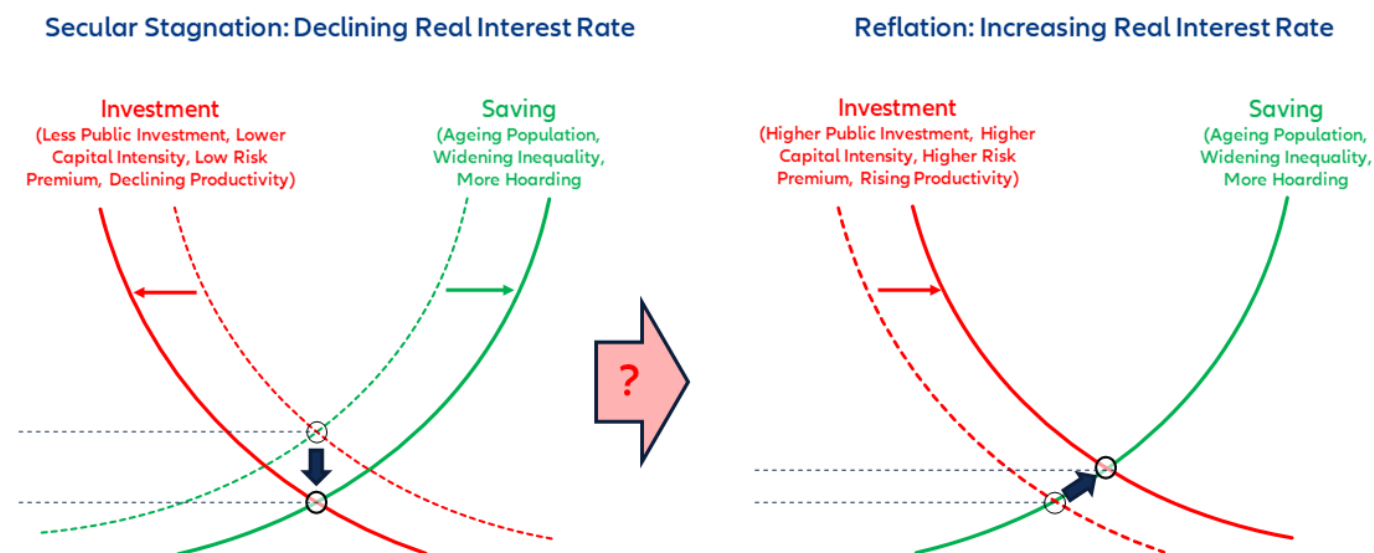 Secular Stagnation: Declining Real Interest Rate
Investment
(Less Public Investment, Lower
Capital Intensity, Low Risk
Premium, Declining Productivity)
Saving
(Ageing Population,
Widening Inequality,
More Hoarding
?
Reflation: Increasing Real Interest Rate
Investment
(Higher Public Investment, Higher
Capital Intensity, Higher Risk
Premium, Rising Productivity)
Saving
(Ageing Population,
Widening Inequality,
More Hoarding